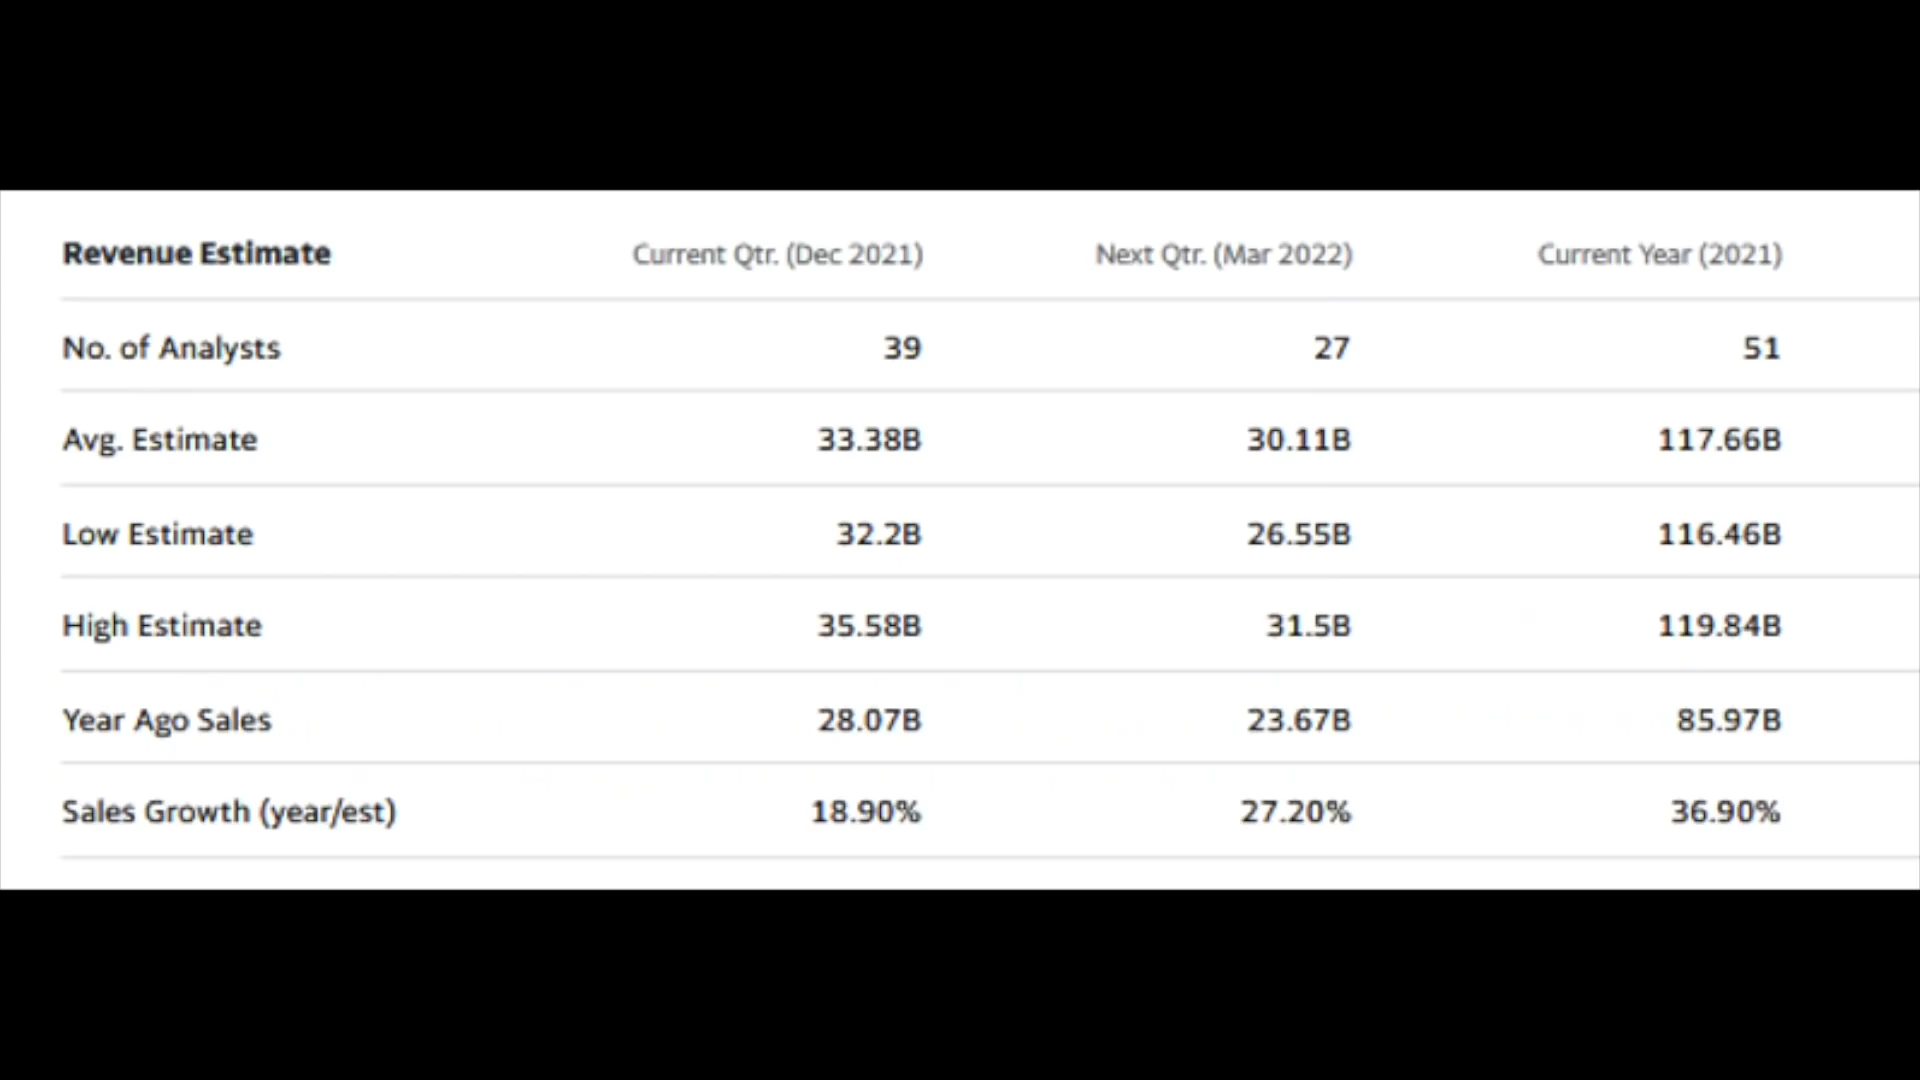 Revenue Estimate Current Qtr. (Dec 2021) Next Qtr. (Mar 2022) Current Year (2021)
No. of Analysts 39 27 51
Avg. Estimate 33.38B 30.11B 117.66B
Low Estimate 32.2B 26.55B 116.46B
High Estimate 35.58B 31.5B 119.84B
Year Ago Sales 28.07B 23.67B 85.97B
Sales Growth (year/est) 18.90% 27.20% 36.90%